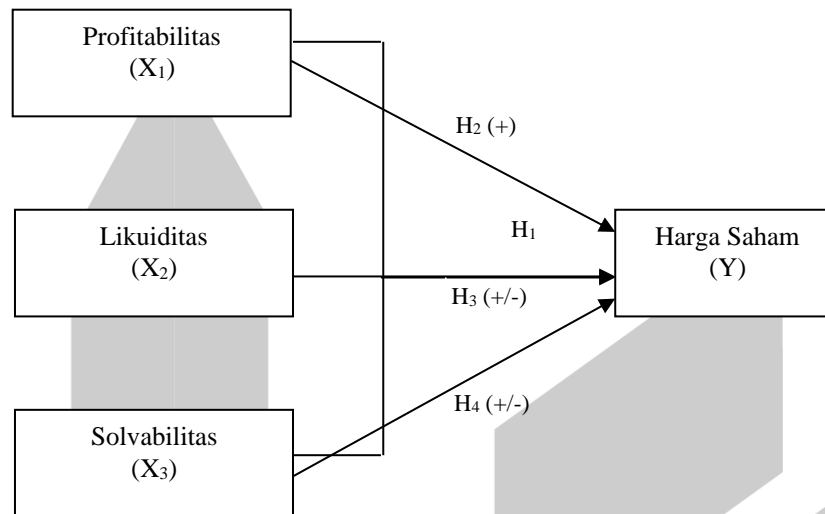 Profitabilitas
(X₁)
H₂ (+)
Likuiditas
(X₂)
H₁
Harga Saham
(Y)
H₃ (+/-)
H₄ (+/-)
Solvabilitas
(X₃)